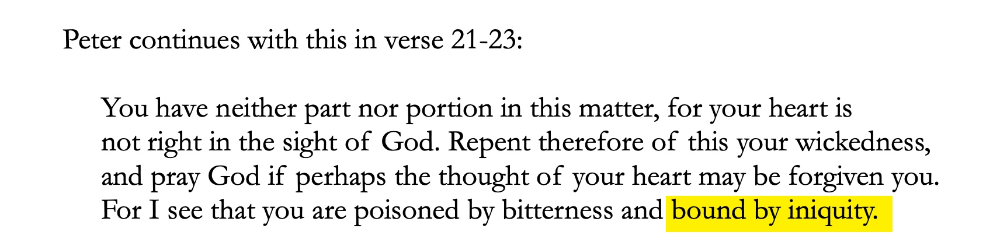 Peter continues with this in verse 21-23:
You have neither part nor portion in this matter, for your heart is
not right in the sight of God. Repent therefore of this your wickedness,
and pray God if perhaps the thought of your heart may be forgiven you.
For I see that you are poisoned by bitterness and bound by iniquity.